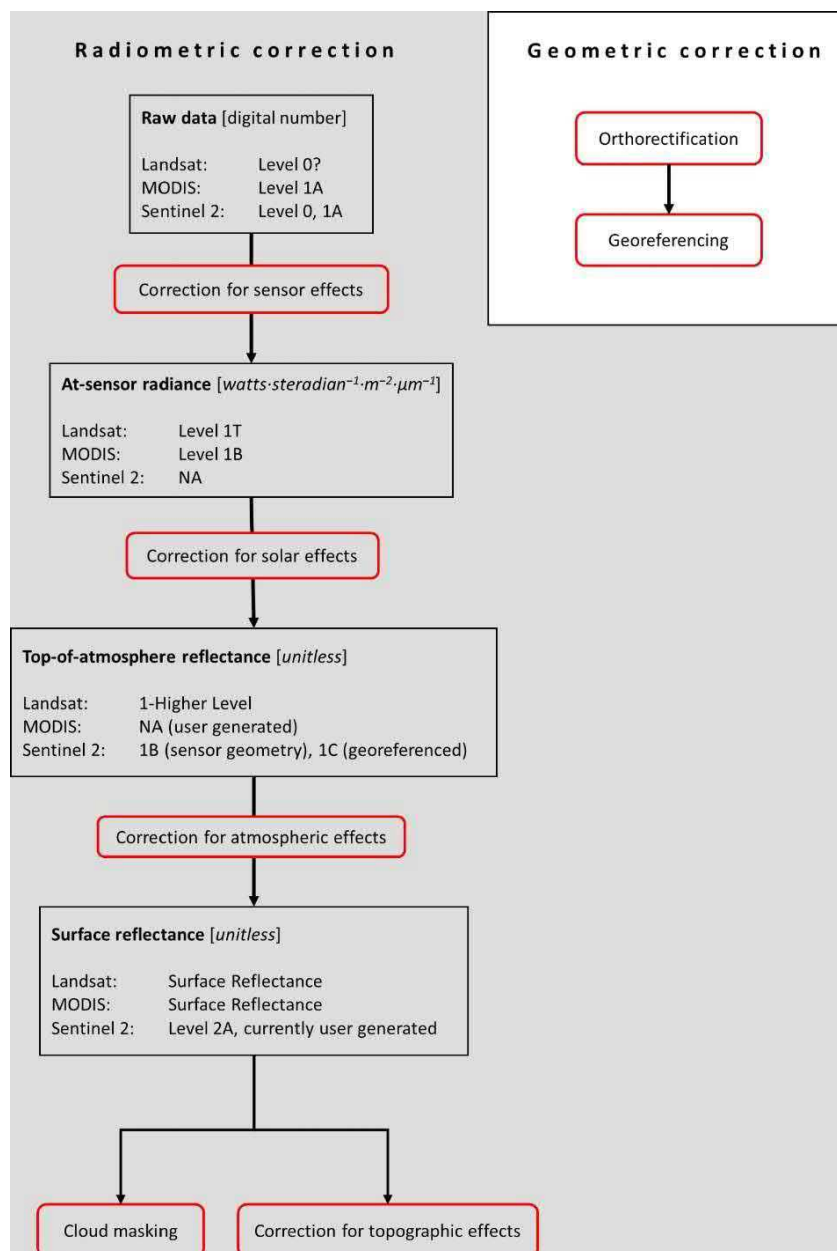 Radiometric correction
Raw data [digital number]
Landsat: Level 0?
MODIS: Level 1A
Sentinel 2: Level 0, 1A
Correction for sensor effects
At-sensor radiance [watts·steradian⁻¹·m⁻²·µm⁻¹]
Landsat: Level 1T
MODIS: Level 1B
Sentinel 2: NA
Correction for solar effects
Top-of-atmosphere reflectance [unitless]
Landsat: 1-Higher Level
MODIS: NA (user generated)
Sentinel 2: 1B (sensor geometry), 1C (georeferenced)
Correction for atmospheric effects
Surface reflectance [unitless]
Landsat: Surface Reflectance
MODIS: Surface Reflectance
Sentinel 2: Level 2A, currently user generated
Cloud masking
Correction for topographic effects
Geometric correction
Orthorectification
Georeferencing